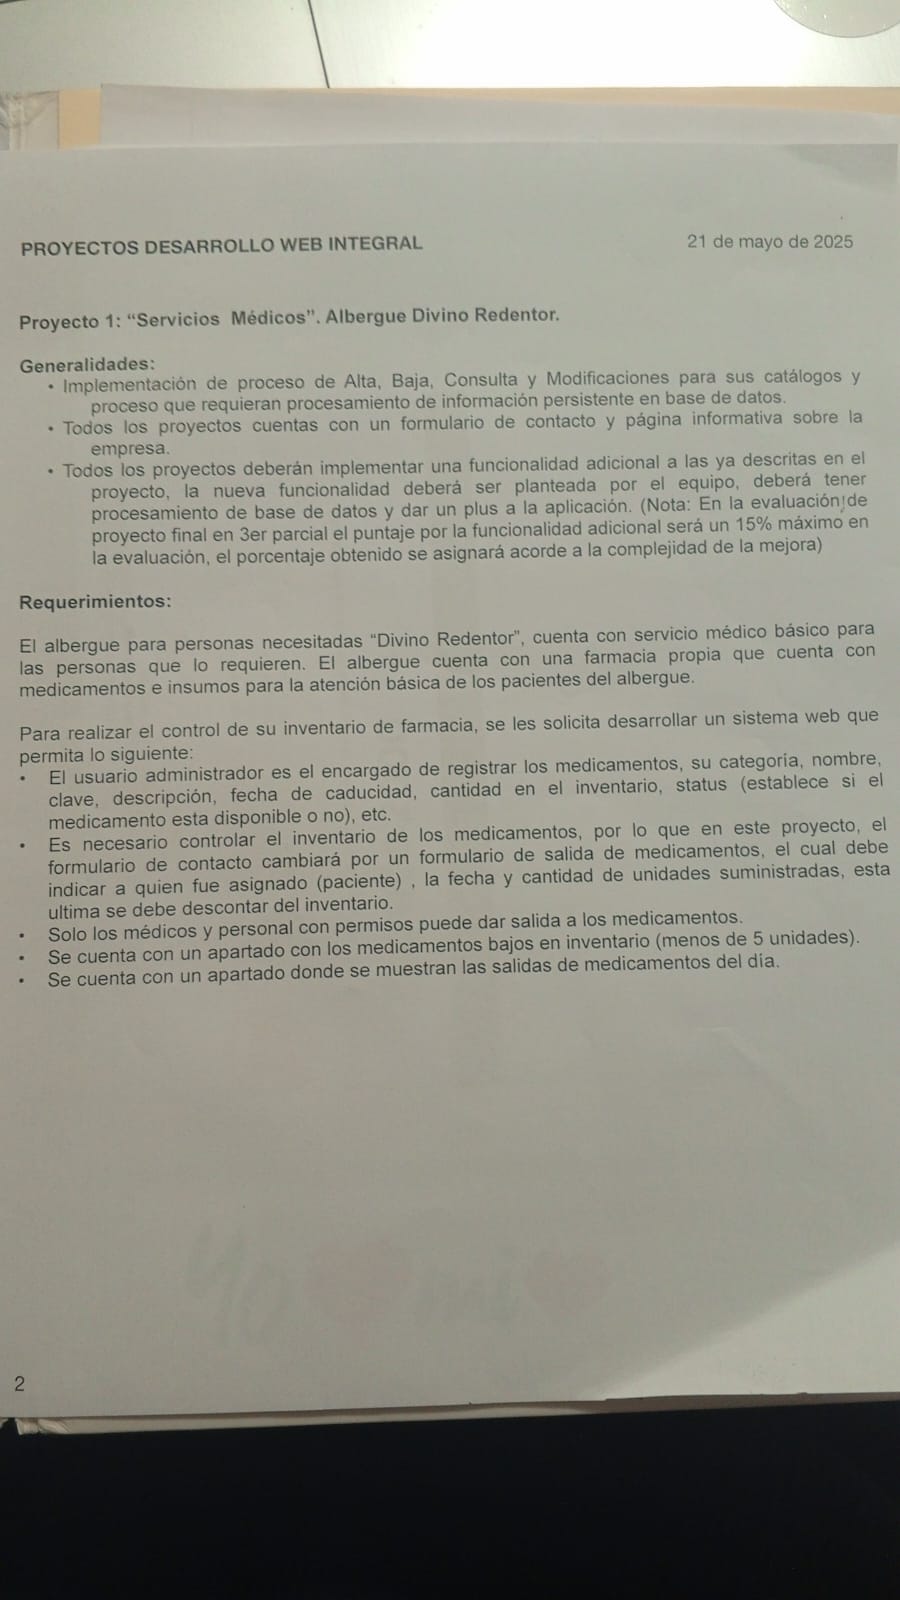 PROYECTOS DESARROLLO WEB INTEGRAL 21 de mayo de 2025
Proyecto 1: “Servicios Médicos”. Albergue Divino Redentor.
Generalidades:
• Implementación de proceso de Alta, Baja, Consulta y Modificaciones para sus catálogos y
proceso que requieran procesamiento de información persistente en base de datos.
• Todos los proyectos cuentas con un formulario de contacto y página informativa sobre la
empresa.
• Todos los proyectos deberán implementar una funcionalidad adicional a las ya descritas en el
proyecto, la nueva funcionalidad deberá ser planteada por el equipo, deberá tener
procesamiento de base de datos y dar un plus a la aplicación. (Nota: En la evaluación de
proyecto final en 3er parcial el puntaje por la funcionalidad adicional será un 15% máximo en
la evaluación, el porcentaje obtenido se asignará acorde a la complejidad de la mejora)
Requerimientos:
El albergue para personas necesitadas “Divino Redentor”, cuenta con servicio médico básico para
las personas que lo requieren. El albergue cuenta con una farmacia propia que cuenta con
medicamentos e insumos para la atención básica de los pacientes del albergue.
Para realizar el control de su inventario de farmacia, se les solicita desarrollar un sistema web que
permita lo siguiente:
• El usuario administrador es el encargado de registrar los medicamentos, su categoría, nombre,
clave, descripción, fecha de caducidad, cantidad en el inventario, status (establece si el
medicamento esta disponible o no), etc.
• Es necesario controlar el inventario de los medicamentos, por lo que en este proyecto, el
formulario de contacto cambiará por un formulario de salida de medicamentos, el cual debe
indicar a quien fue asignado (paciente) , la fecha y cantidad de unidades suministradas, esta
ultima se debe descontar del inventario.
• Solo los médicos y personal con permisos puede dar salida a los medicamentos.
• Se cuenta con un apartado con los medicamentos bajos en inventario (menos de 5 unidades).
• Se cuenta con un apartado donde se muestran las salidas de medicamentos del día.
2